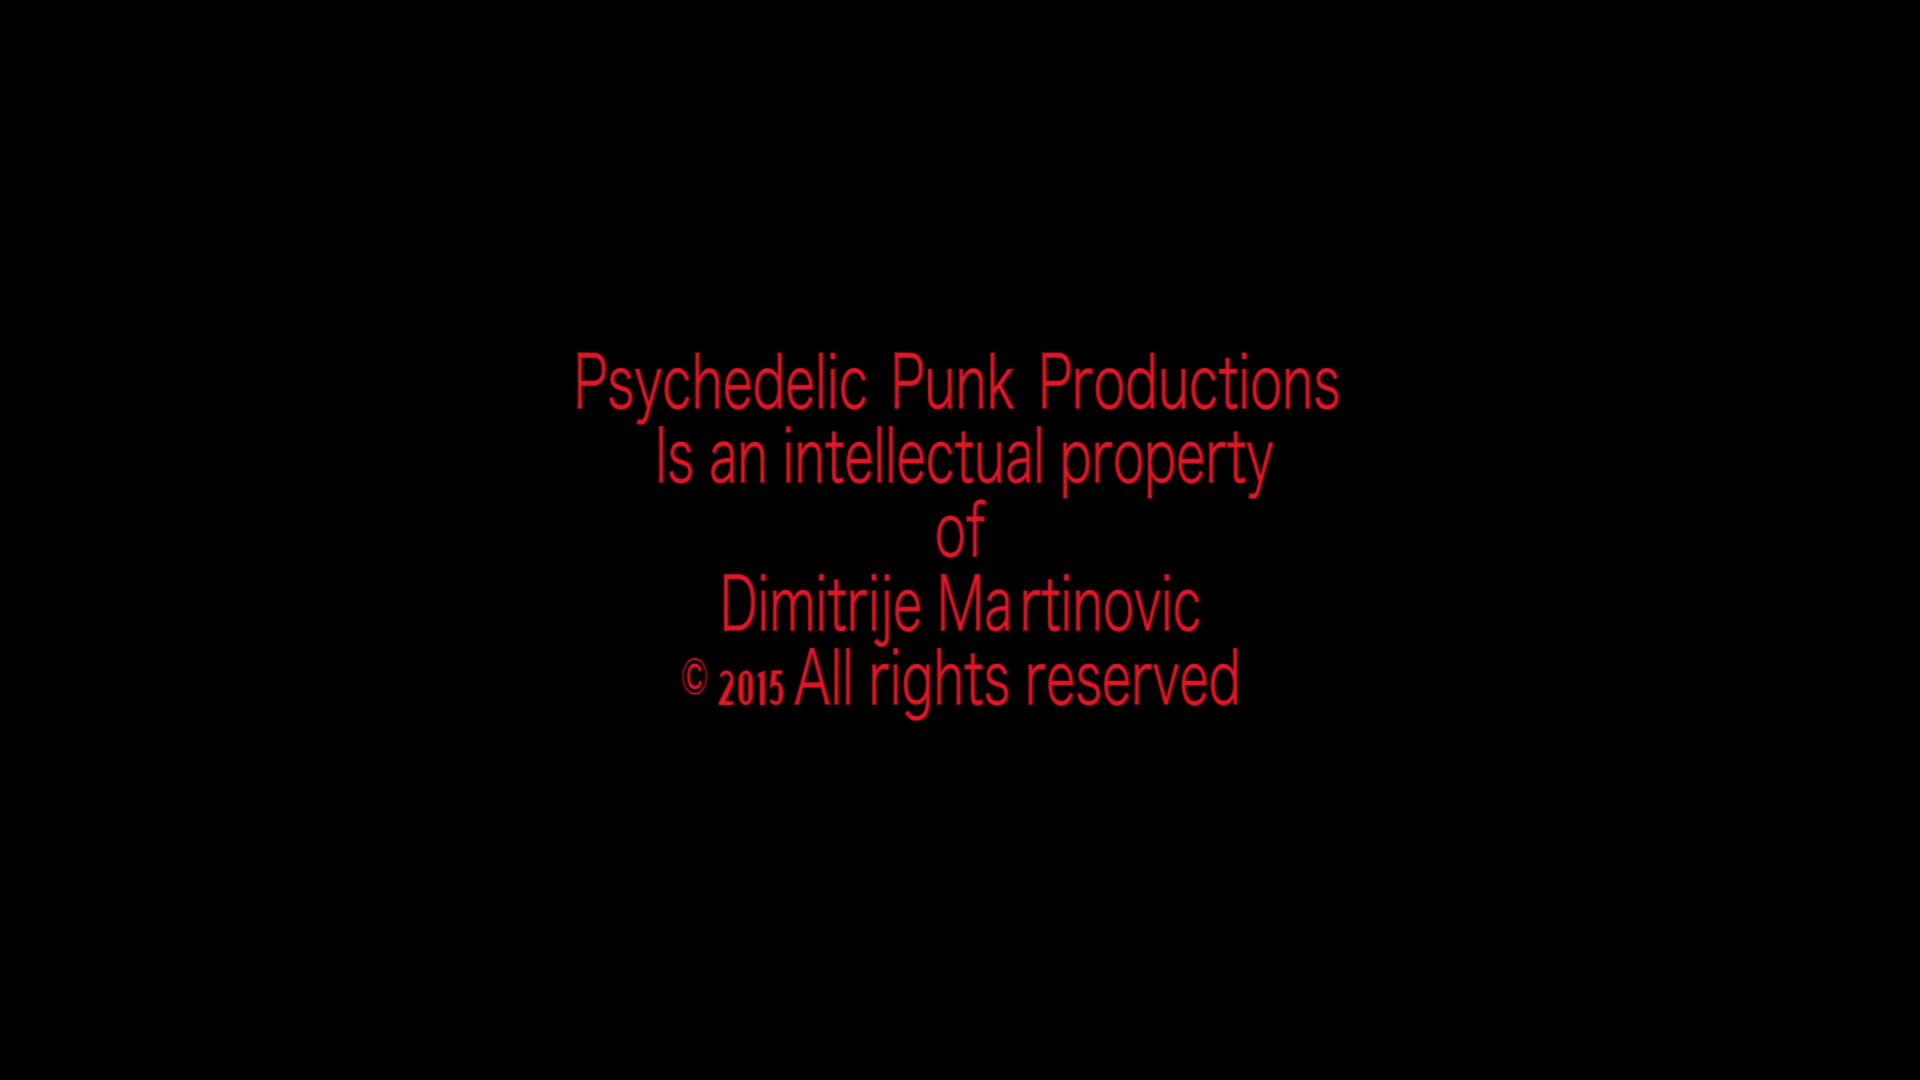 Psychedelic Punk Productions
Is an intellectual property
of
Dimitrije Martinovic
© 2015 All rights reserved